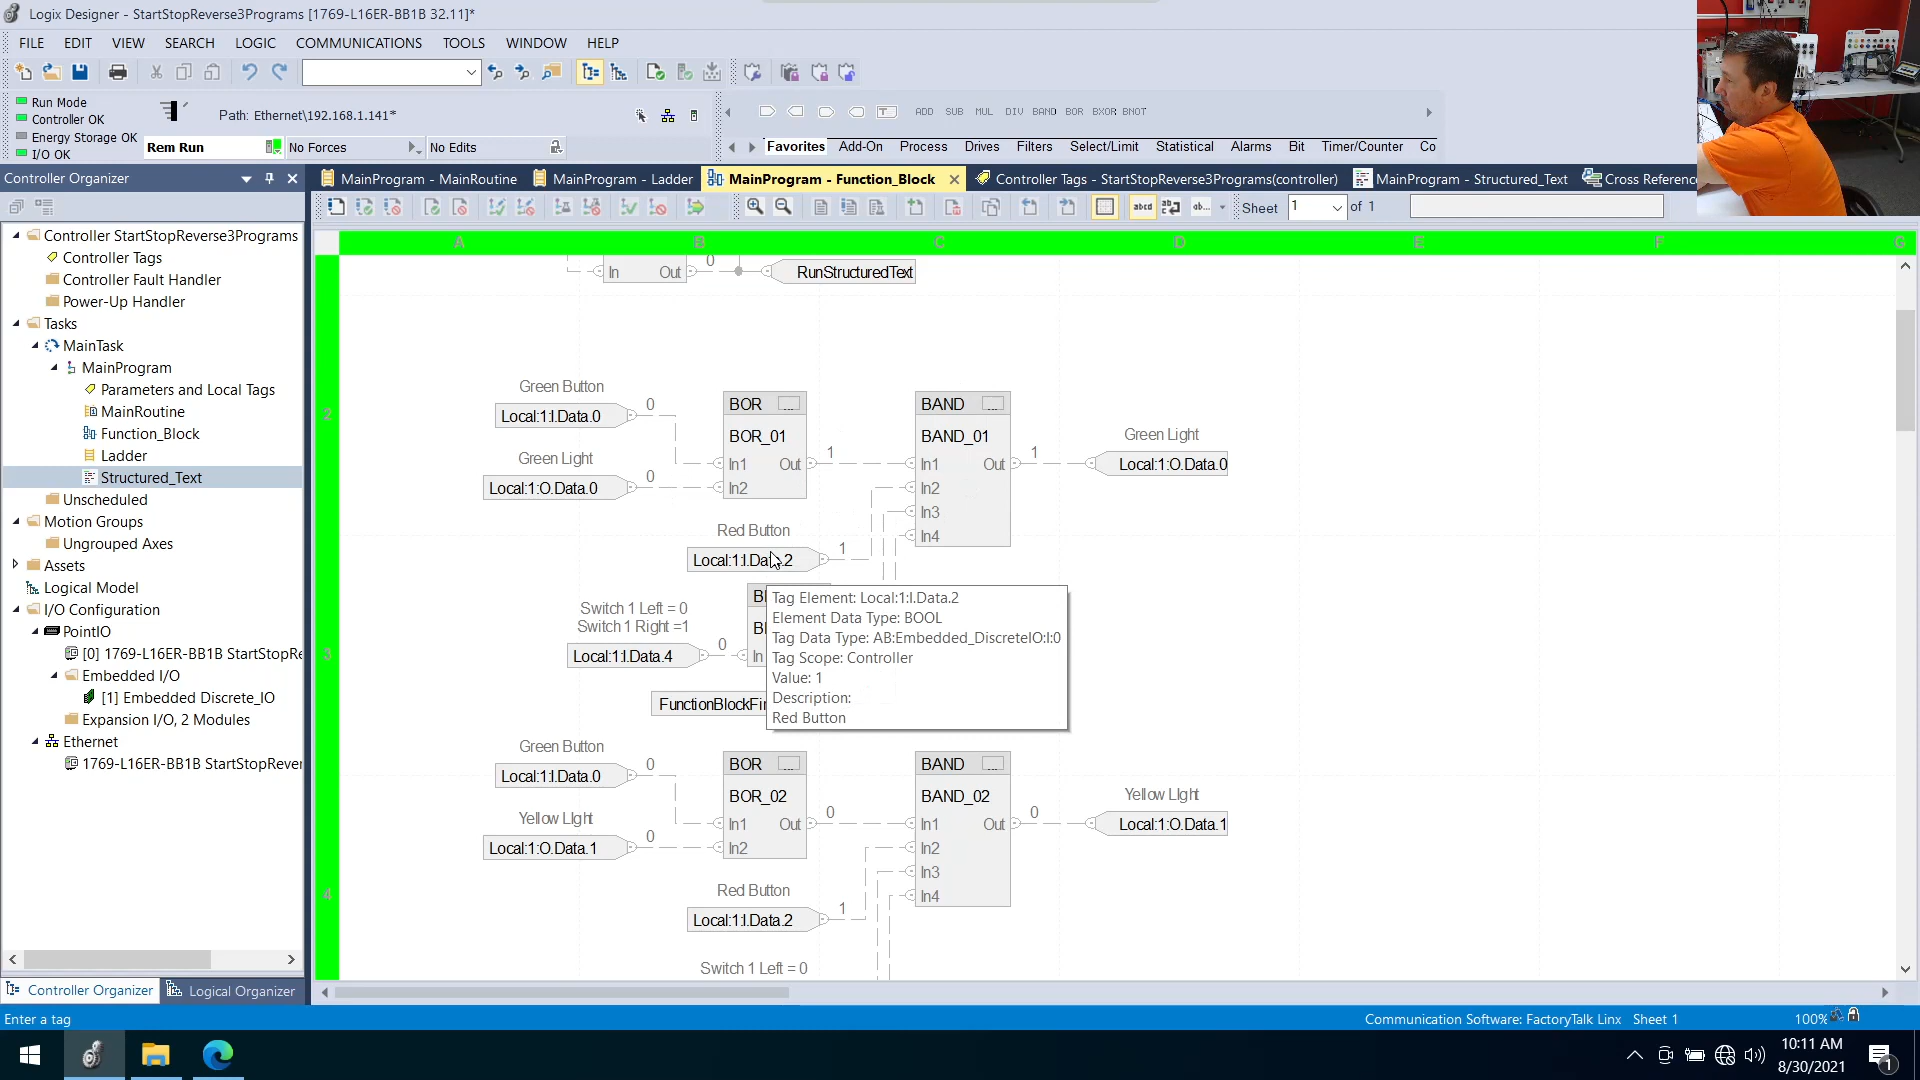 Logix Designer - StartStopReverse3Programs [1769-L16ER-BB1B 32.11]*
FILE EDIT VIEW SEARCH LOGIC COMMUNICATIONS TOOLS WINDOW HELP
Run Mode
Controller OK
Energy Storage OK
I/O OK
Path: Ethernet\192.168.1.141*
Rem Run No Forces No Edits
ADD SUB MUL DIV BAND BOR BXOR BNOT
Favorites Add-On Process Drives Filters Select/Limit Statistical Alarms Bit Timer/Counter Co
Controller Organizer
MainProgram - MainRoutine MainProgram - Ladder MainProgram - Function_Block Controller Tags - StartStopReverse3Programs(controller) MainProgram - Structured_Text Cross Referenc
abcd ab... Sheet 1 of 1
Controller StartStopReverse3Programs
Controller Tags
Controller Fault Handler
Power-Up Handler
Tasks
MainTask
MainProgram
Parameters and Local Tags
MainRoutine
Function_Block
Ladder
Structured_Text
Unscheduled
Motion Groups
Ungrouped Axes
Assets
Logical Model
I/O Configuration
PointIO
[0] 1769-L16ER-BB1B StartStopRe
Embedded I/O
[1] Embedded Discrete_IO
Expansion I/O, 2 Modules
Ethernet
1769-L16ER-BB1B StartStopRever
Controller Organizer Logical Organizer
A B C D E F G
2
3
4
In Out 0 RunStructuredText
Green Button
Local:1:I.Data.0 0
Green Light
Local:1:O.Data.0 0
BOR
BOR_01
In1 Out 1
In2
BAND
BAND_01
In1 Out 1
In2
In3
In4
Green Light
Local:1:O.Data.0
Red Button
Local:1:I.Data.2 1
Switch 1 Left = 0
Switch 1 Right =1
Local:1:I.Data.4 0
In
Tag Element: Local:1:I.Data.2
Element Data Type: BOOL
Tag Data Type: AB:Embedded_DiscreteIO:I:0
Tag Scope: Controller
Value: 1
Description:
Red Button
Green Button
Local:1:I.Data.0 0
Yellow LIght
Local:1:O.Data.1 0
BOR
BOR_02
In1 Out 0
In2
BAND
BAND_02
In1 Out 0
In2
In3
In4
Yellow LIght
Local:1:O.Data.1
Red Button
Local:1:I.Data.2 1
Switch 1 Left = 0
Enter a tag
Communication Software: FactoryTalk Linx Sheet 1 100%
10:11 AM
8/30/2021
1